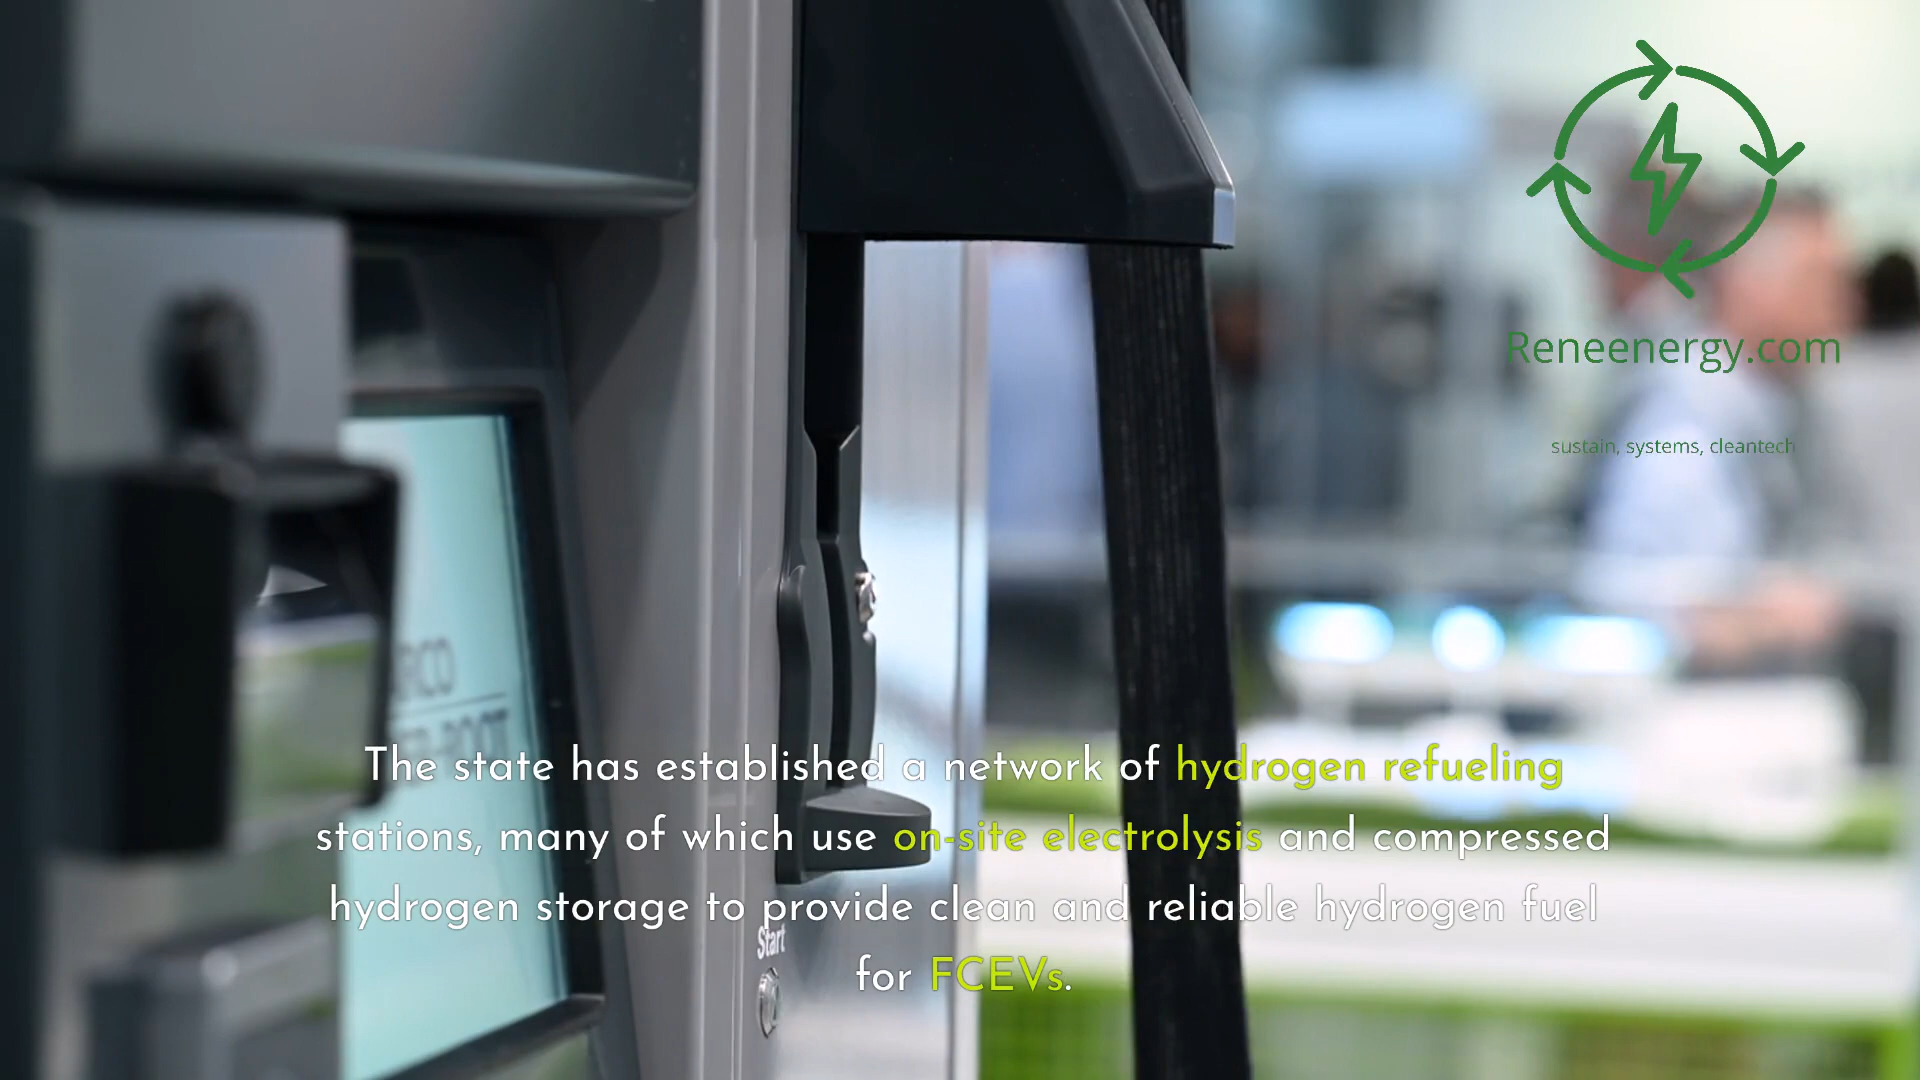 Reneenergy.com
sustain, systems, cleantech
The state has established a network of hydrogen refueling
stations, many of which use on-site electrolysis and compressed
hydrogen storage to provide clean and reliable hydrogen fuel
for FCEVs.
Start